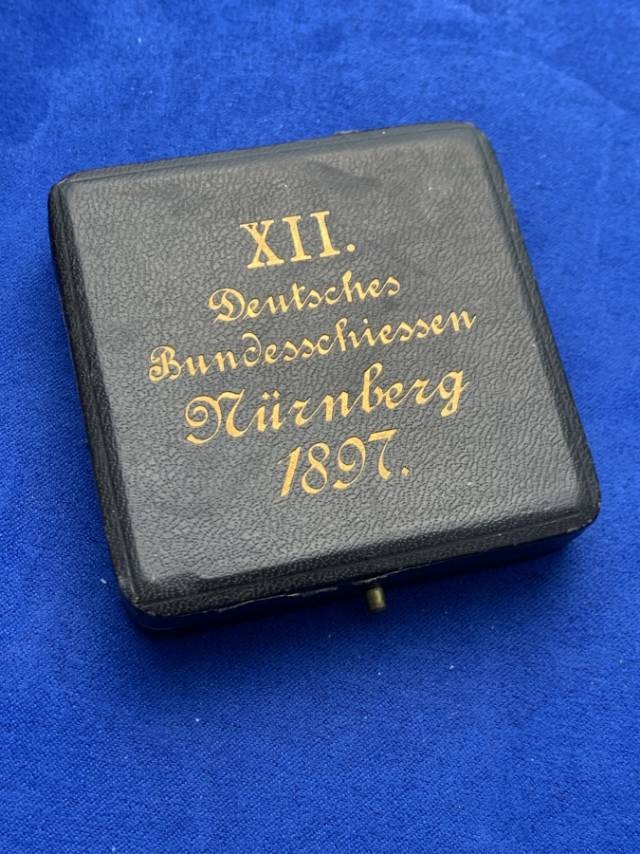 XII.
Deutsches
Bundesschiessen
Nürnberg
1897.